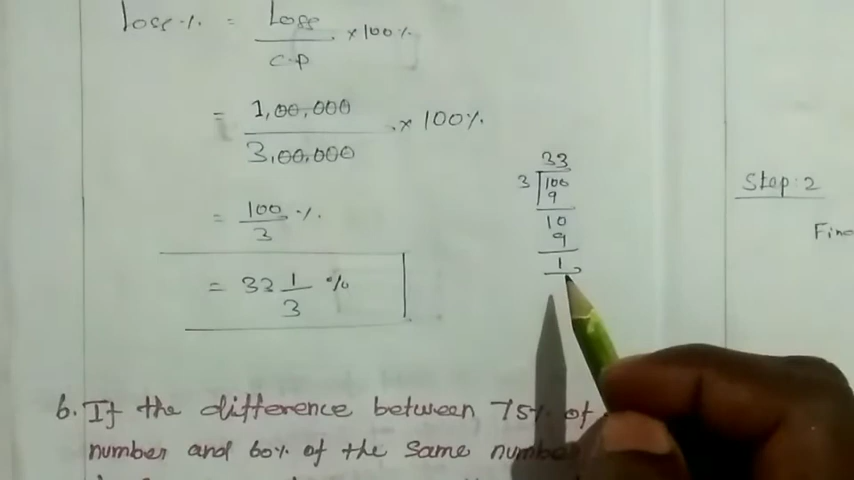 Loss % = Loss / C.P × 100%
= 1,00,000 / 3,00,000 × 100%
= 100 / 3 %
= 33 1/3 %
33
3 100
9
10
9
1
Step: 2
6. If the difference between 75% of
number and 60% of the same number